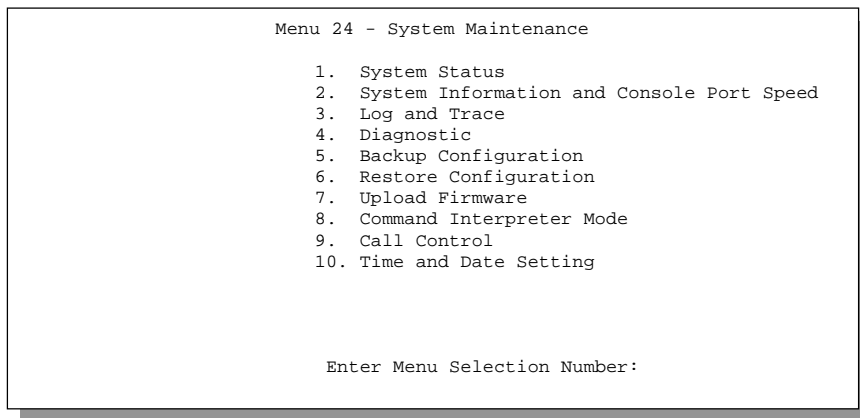 Menu 24 - System Maintenance
1. System Status
2. System Information and Console Port Speed
3. Log and Trace
4. Diagnostic
5. Backup Configuration
6. Restore Configuration
7. Upload Firmware
8. Command Interpreter Mode
9. Call Control
10. Time and Date Setting
Enter Menu Selection Number: